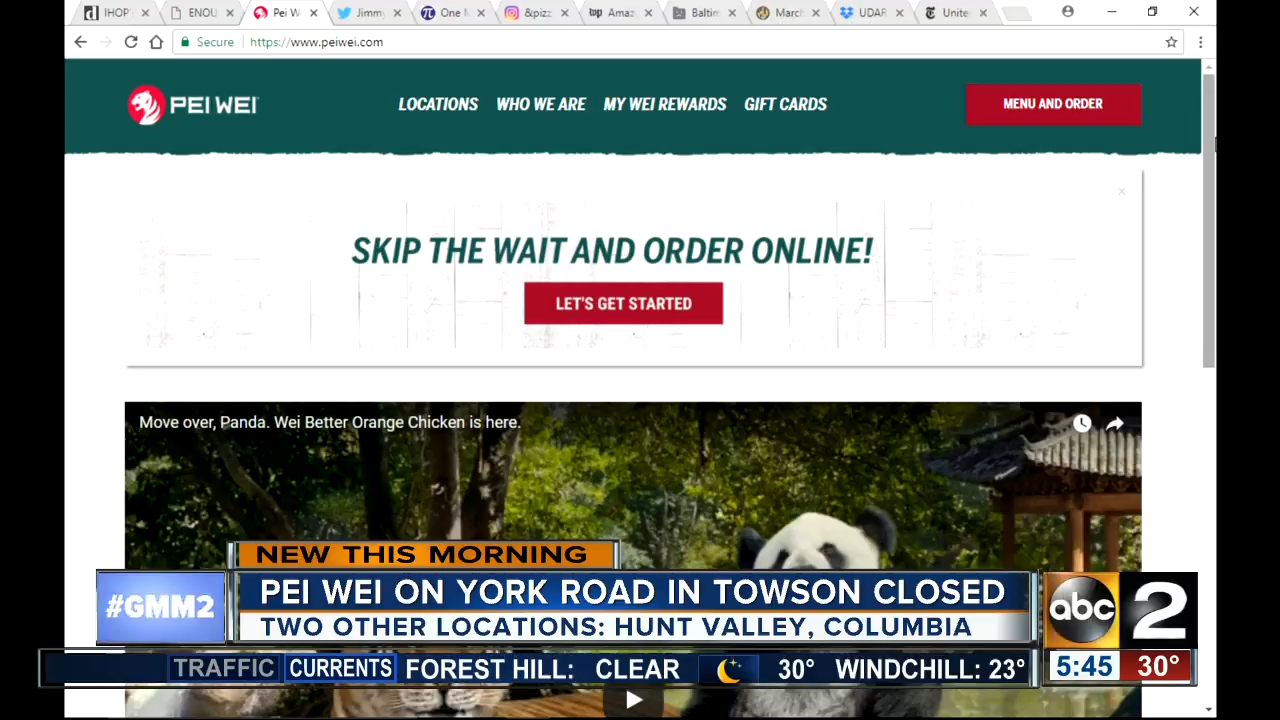 IHOP'
ENOU
Pei W
Jimmy
One M
&pizz
Amaz
Baltim
March
UDAR
Unite
Secure https://www.peiwei.com
PEI WEI
LOCATIONS WHO WE ARE MY WEI REWARDS GIFT CARDS
MENU AND ORDER
SKIP THE WAIT AND ORDER ONLINE!
LET'S GET STARTED
Move over, Panda. Wei Better Orange Chicken is here.
NEW THIS MORNING
#GMM2
PEI WEI ON YORK ROAD IN TOWSON CLOSED
TWO OTHER LOCATIONS: HUNT VALLEY, COLUMBIA
abc 2
TRAFFIC CURRENTS FOREST HILL: CLEAR 30° WINDCHILL: 23°
5:45 30°